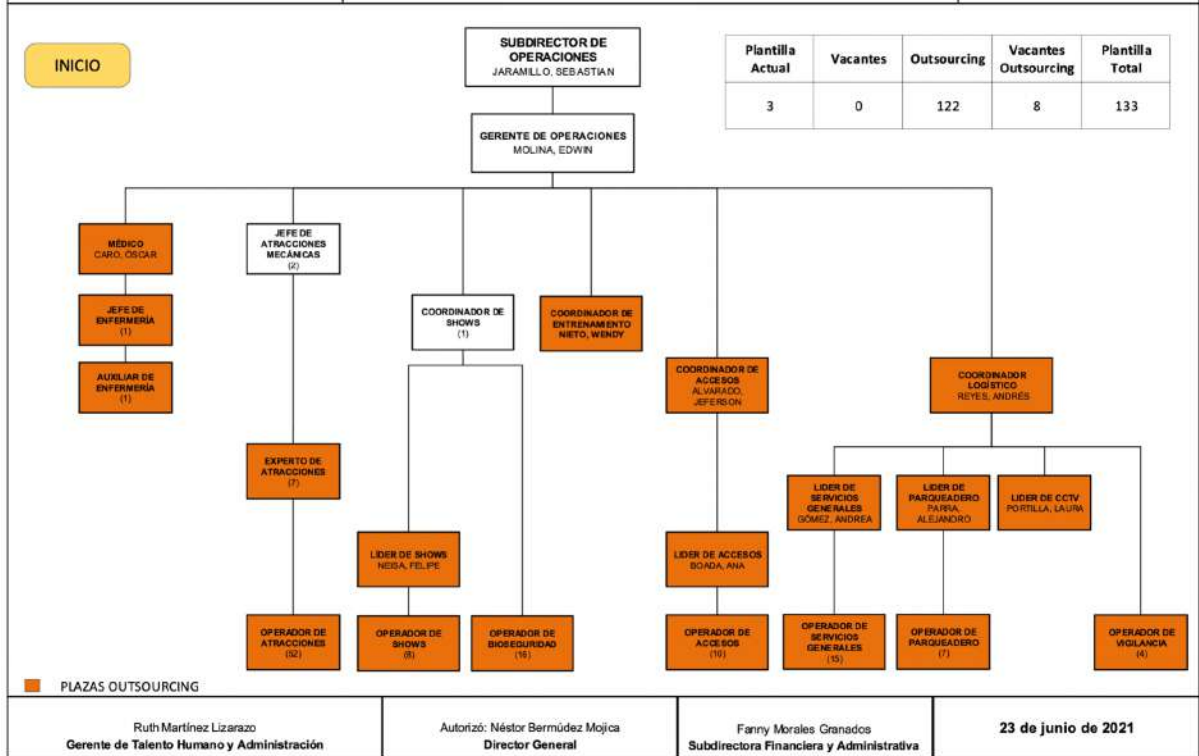 INICIO
SUBDIRECTOR DE
OPERACIONES
JARAMILLO, SEBASTIAN
Plantilla Actual Vacantes Outsourcing Vacantes Outsourcing Plantilla Total
3 0 122 8 133
GERENTE DE OPERACIONES
MOLINA, EDWIN
MÉDICO
CARO, ÓSCAR
JEFE DE
ATRACCIONES
MECÁNICAS
(2)
JEFE DE
ENFERMERÍA
(1)
COORDINADOR DE
SHOWS
(1)
COORDINADOR DE
ENTRENAMIENTO
NIETO, WENDY
AUXILIAR DE
ENFERMERÍA
(1)
COORDINADOR DE
ACCESOS
ALVARADO,
JEFERSON
COORDINADOR
LOGÍSTICO
REYES, ANDRÉS
EXPERTO DE
ATRACCIONES
(7)
LIDER DE
SERVICIOS
GENERALES
GÓMEZ, ANDREA
LIDER DE
PARQUEADERO
PARRA,
ALEJANDRO
LIDER DE CCTV
PORTILLA, LAURA
LÍDER DE SHOWS
NEISA, FELIPE
LIDER DE ACCESOS
BOADA, ANA
OPERADOR DE
ATRACCIONES
(52)
OPERADOR DE
SHOWS
(8)
OPERADOR DE
BIOSEGURIDAD
(16)
OPERADOR DE
ACCESOS
(10)
OPERADOR DE
SERVICIOS
GENERALES
(15)
OPERADOR DE
PARQUEADERO
(7)
OPERADOR DE
VIGILANCIA
(4)
PLAZAS OUTSOURCING
Ruth Martínez Lizarazo
Gerente de Talento Humano y Administración
Autorizó: Néstor Bermúdez Mojica
Director General
Fanny Morales Granados
Subdirectora Financiera y Administrativa
23 de junio de 2021